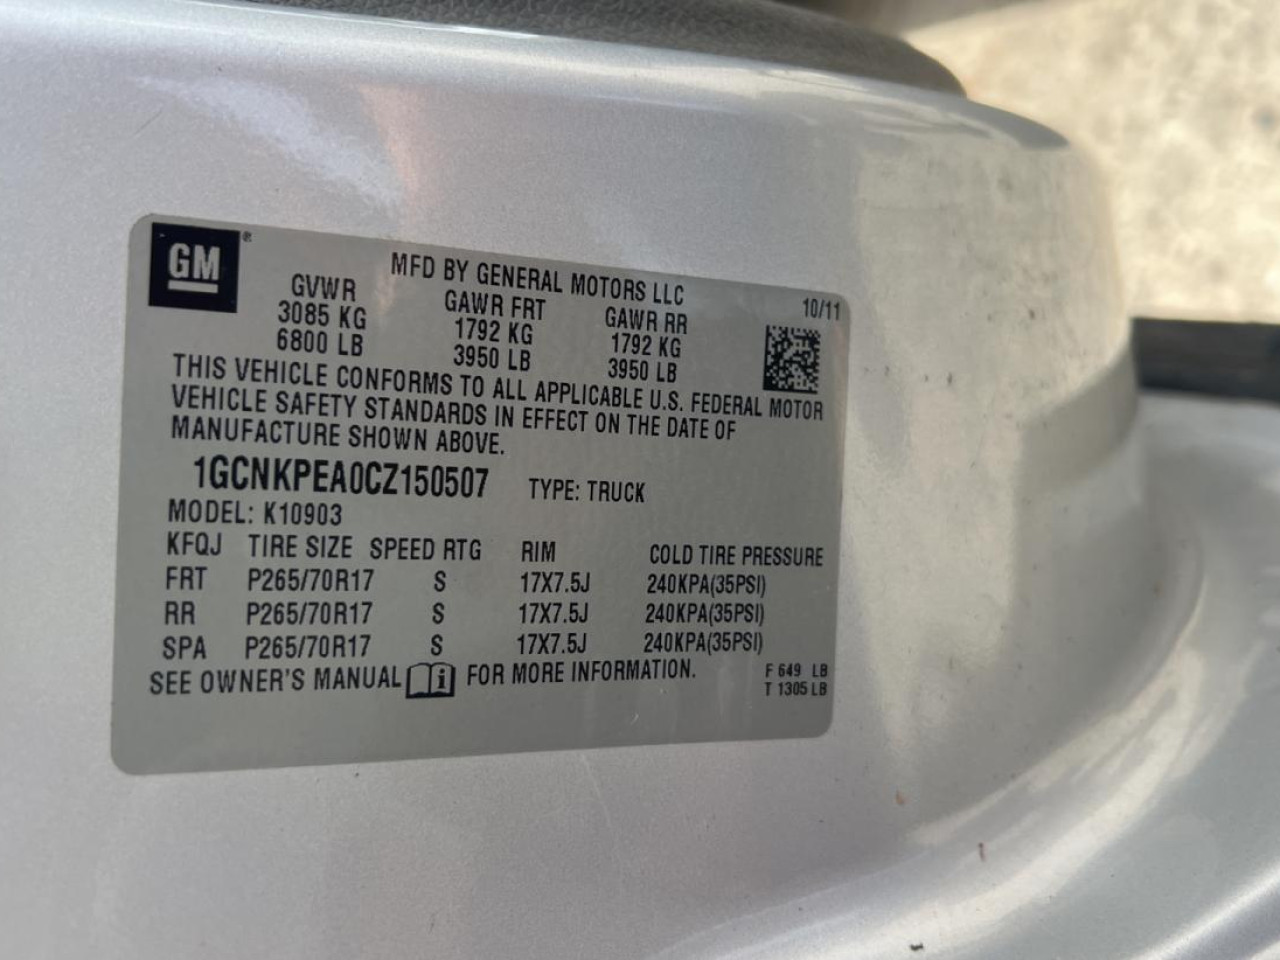 GM ®
MFD BY GENERAL MOTORS LLC
10/11
GVWR GAWR FRT GAWR RR
3085 KG 1792 KG 1792 KG
6800 LB 3950 LB 3950 LB
THIS VEHICLE CONFORMS TO ALL APPLICABLE U.S. FEDERAL MOTOR
VEHICLE SAFETY STANDARDS IN EFFECT ON THE DATE OF
MANUFACTURE SHOWN ABOVE.
1GCNKPEA0CZ150507 TYPE: TRUCK
MODEL: K10903
KFQJ TIRE SIZE SPEED RTG RIM COLD TIRE PRESSURE
FRT P265/70R17 S 17X7.5J 240KPA(35PSI)
RR P265/70R17 S 17X7.5J 240KPA(35PSI)
SPA P265/70R17 S 17X7.5J 240KPA(35PSI)
SEE OWNER'S MANUAL i FOR MORE INFORMATION.
F 649 LB
T 1305 LB